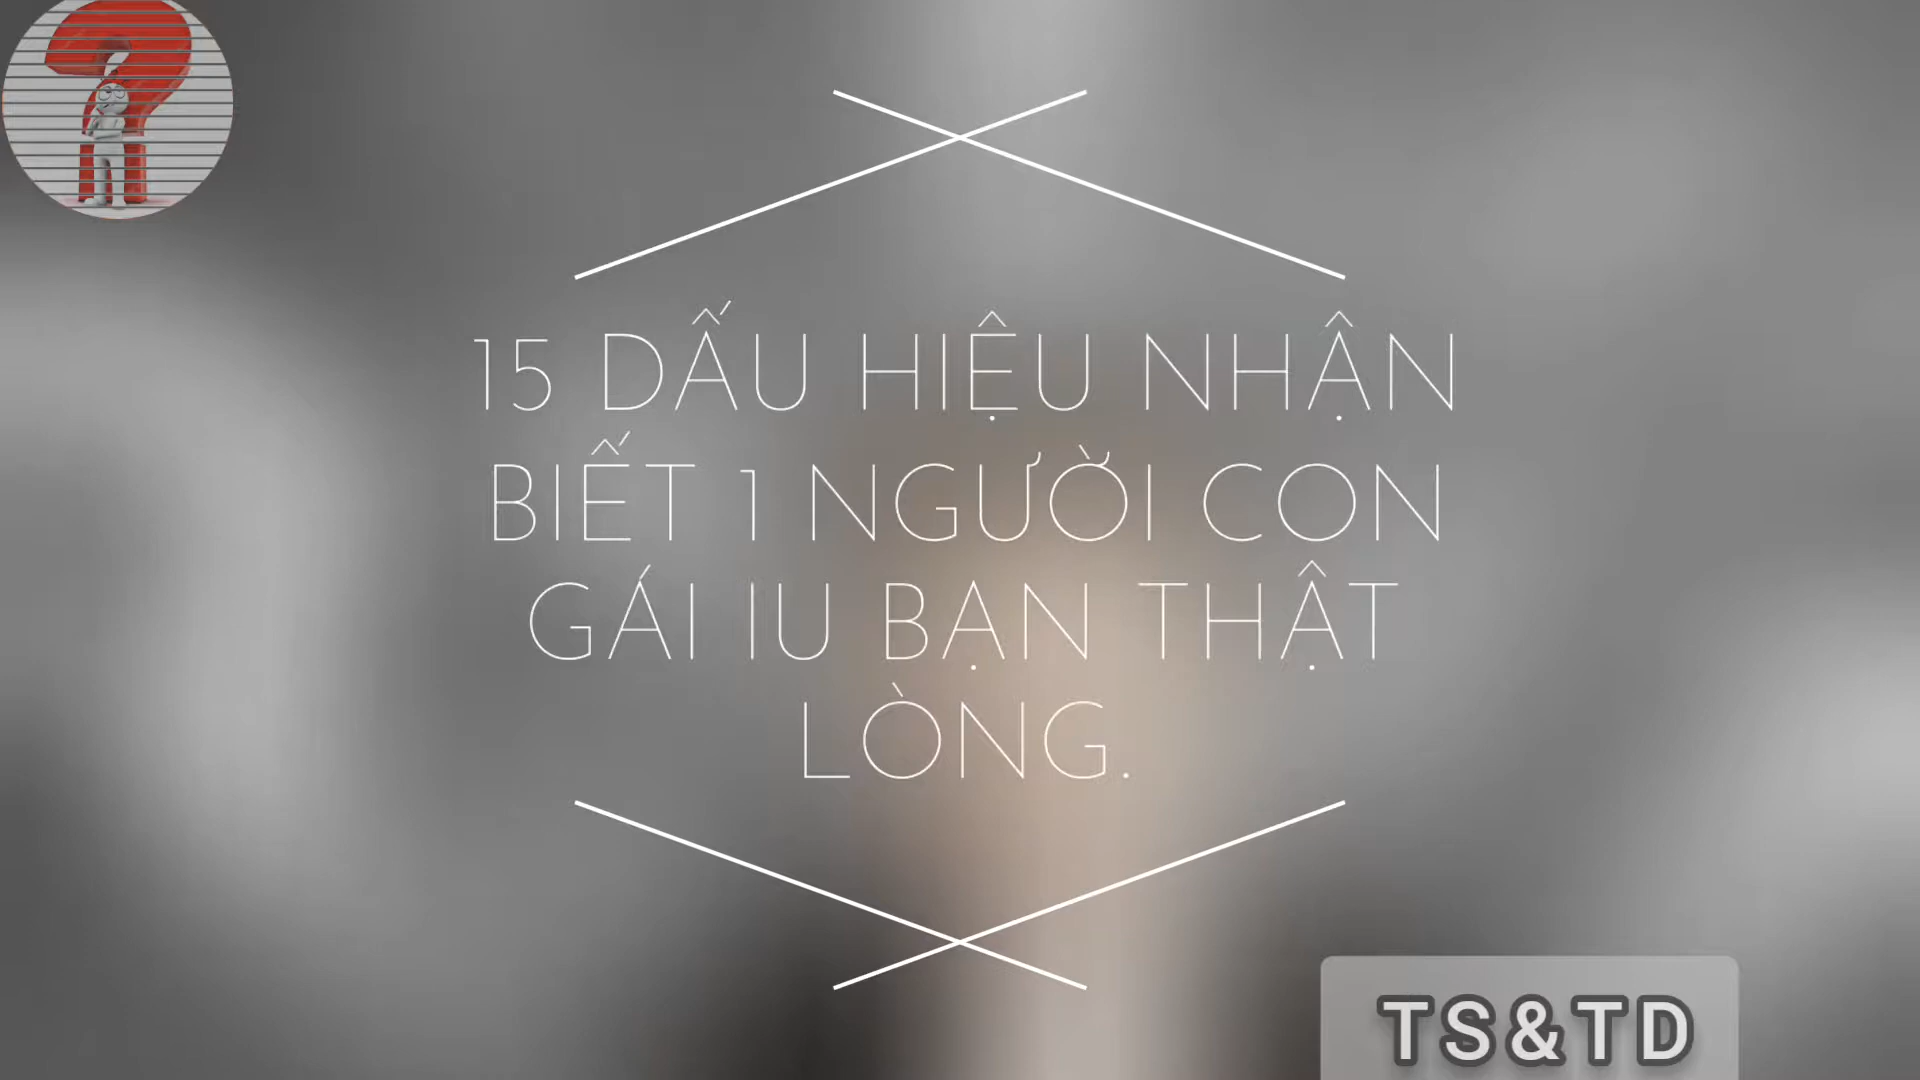 15 DẤU HIỆU NHẬN
BIẾT 1 NGƯỜI CON
GÁI IU BẠN THẬT
LÒNG.
TS&TD